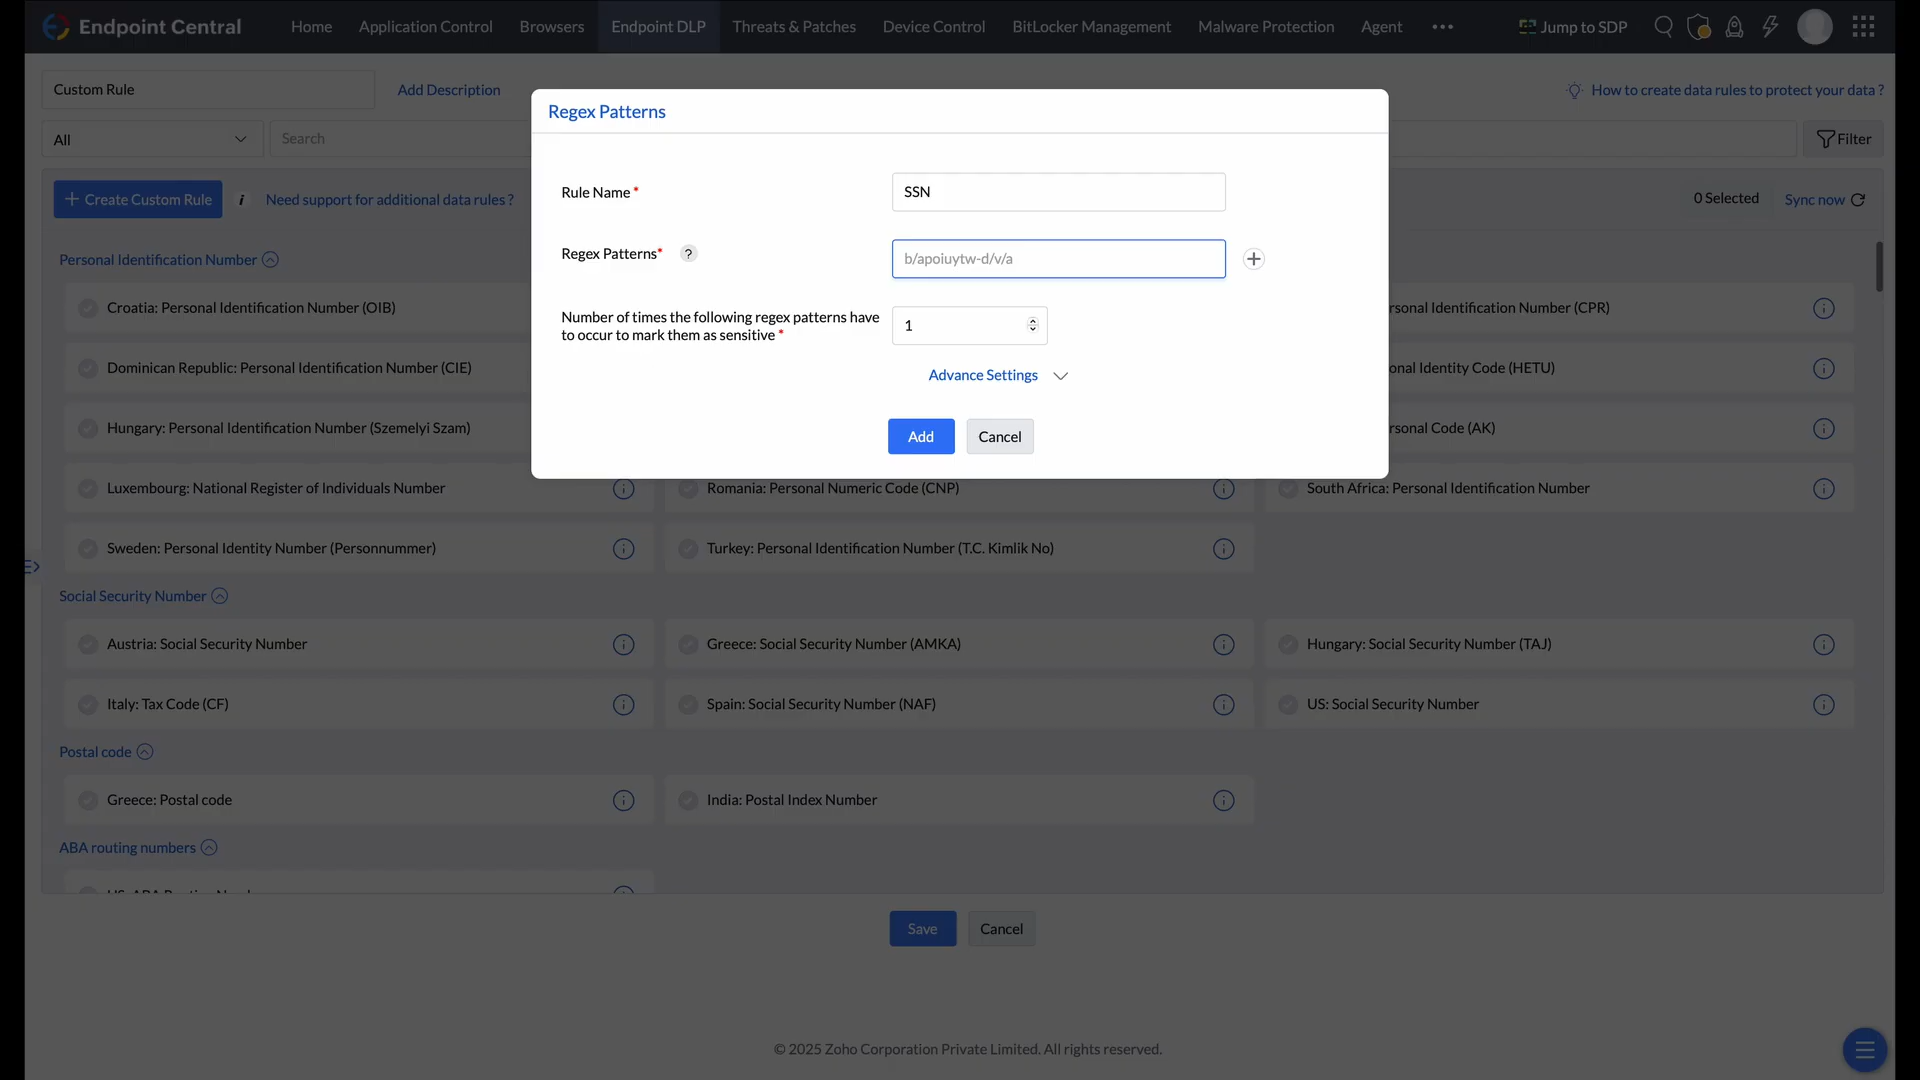 Endpoint Central
Home Application Control Browsers Endpoint DLP Threats & Patches Device Control BitLocker Management Malware Protection Agent ••• Jump to SDP
Custom Rule Add Description How to create data rules to protect your data ?
All Search Filter
+ Create Custom Rule i Need support for additional data rules ? 0 Selected Sync now
Regex Patterns
Rule Name * SSN
Regex Patterns* ? b/apoiuytw-d/v/a
Number of times the following regex patterns have
to occur to mark them as sensitive * 1
Advance Settings
Add Cancel
Personal Identification Number
Croatia: Personal Identification Number (OIB) rsonal Identification Number (CPR)
Dominican Republic: Personal Identification Number (CIE) onal Identity Code (HETU)
Hungary: Personal Identification Number (Szemelyi Szam) rsonal Code (AK)
Luxembourg: National Register of Individuals Number Romania: Personal Numeric Code (CNP) South Africa: Personal Identification Number
Sweden: Personal Identity Number (Personnummer) Turkey: Personal Identification Number (T.C. Kimlik No)
Social Security Number
Austria: Social Security Number Greece: Social Security Number (AMKA) Hungary: Social Security Number (TAJ)
Italy: Tax Code (CF) Spain: Social Security Number (NAF) US: Social Security Number
Postal code
Greece: Postal code India: Postal Index Number
ABA routing numbers
Save Cancel
© 2025 Zoho Corporation Private Limited. All rights reserved.